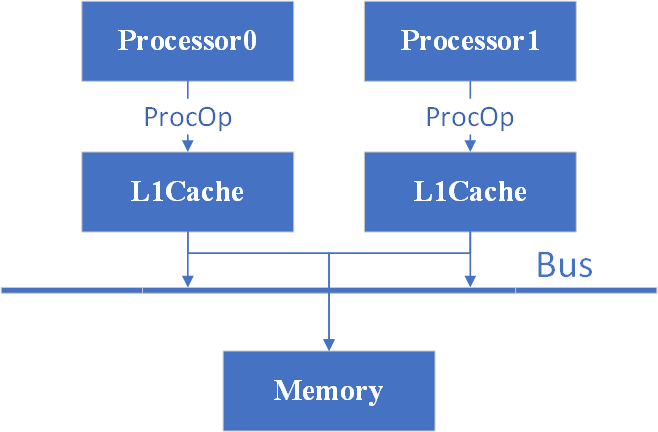 Processor0
Processor1
ProcOp
ProcOp
L1Cache
L1Cache
Bus
Memory